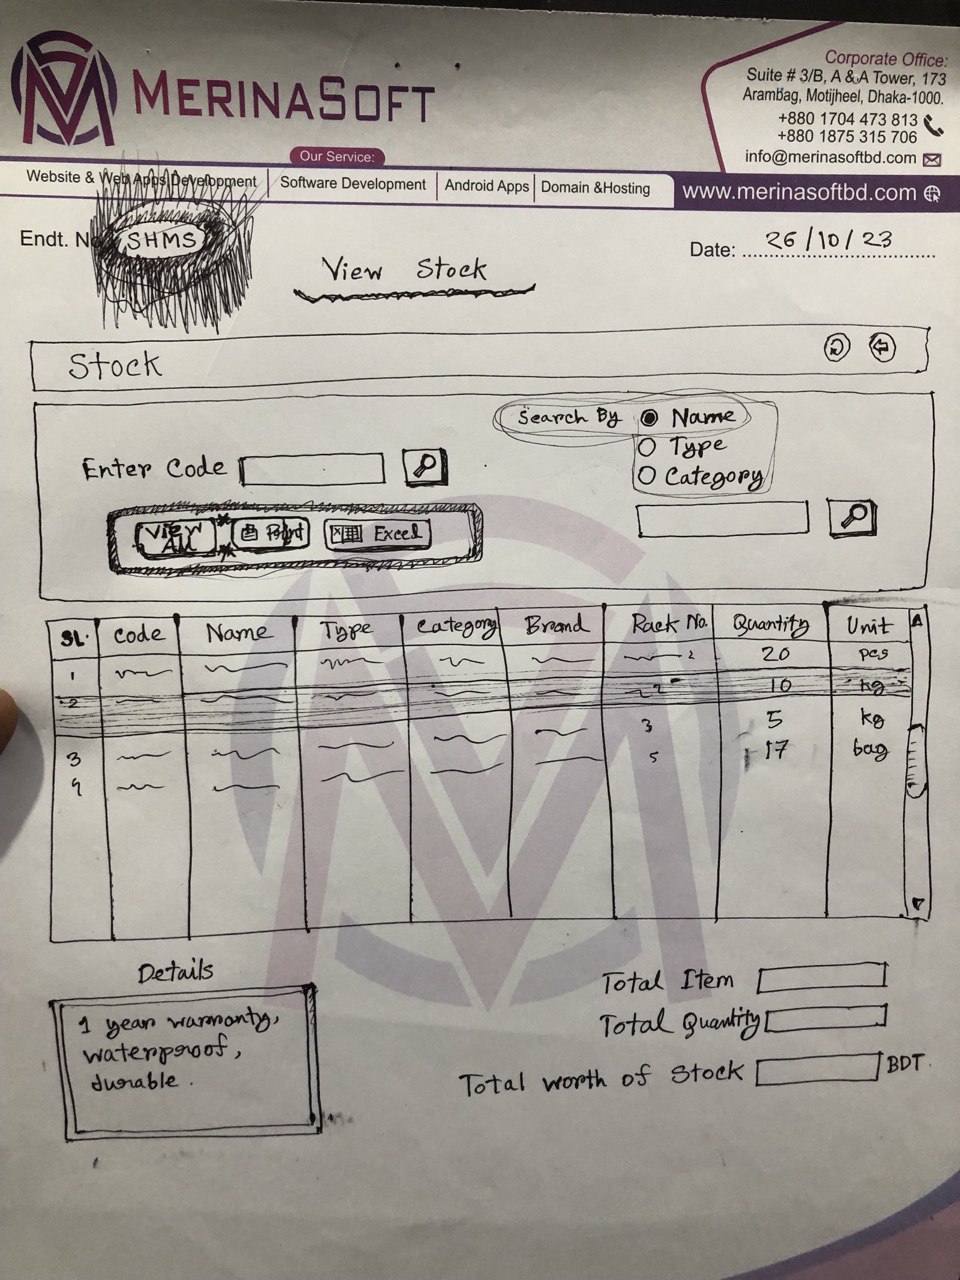 MERINASOFT
Corporate Office:
Suite # 3/B, A & A Tower, 173
Arambag, Motijheel, Dhaka-1000.
+880 1704 473 813
+880 1875 315 706
info@merinasoftbd.com
Our Service:
Website & Web Apps Development
Software Development
Android Apps
Domain &Hosting
www.merinasoftbd.com
Endt. N
SHMS
Date: 26/10/23
View Stock
Stock
Search By Name
Type
Category
Enter Code
View All
Print
Excel
SL. Code Name Type Category Brand Rack No. Quantity Unit
1 2 20 pcs
2 2 10 kg
3 5 kg
3 5 17 bag
4
Details
1 year warranty,
waterproof,
durable.
Total Item
Total Quantity
Total worth of Stock BDT.